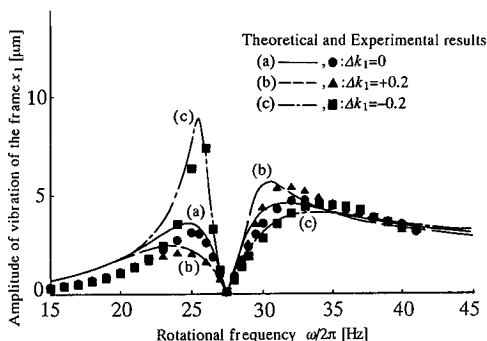 Theoretical and Experimental results
(a) ——, ●:Δk₁=0
(b) – – –, ▲:Δk₁=+0.2
(c) –·–, ■:Δk₁=−0.2
Amplitude of vibration of the frame x₁ [μm]
10
5
0
(c)
(b)
(a)
(b)
(c)
15 20 25 30 35 40 45
Rotational frequency ω/2π [Hz]